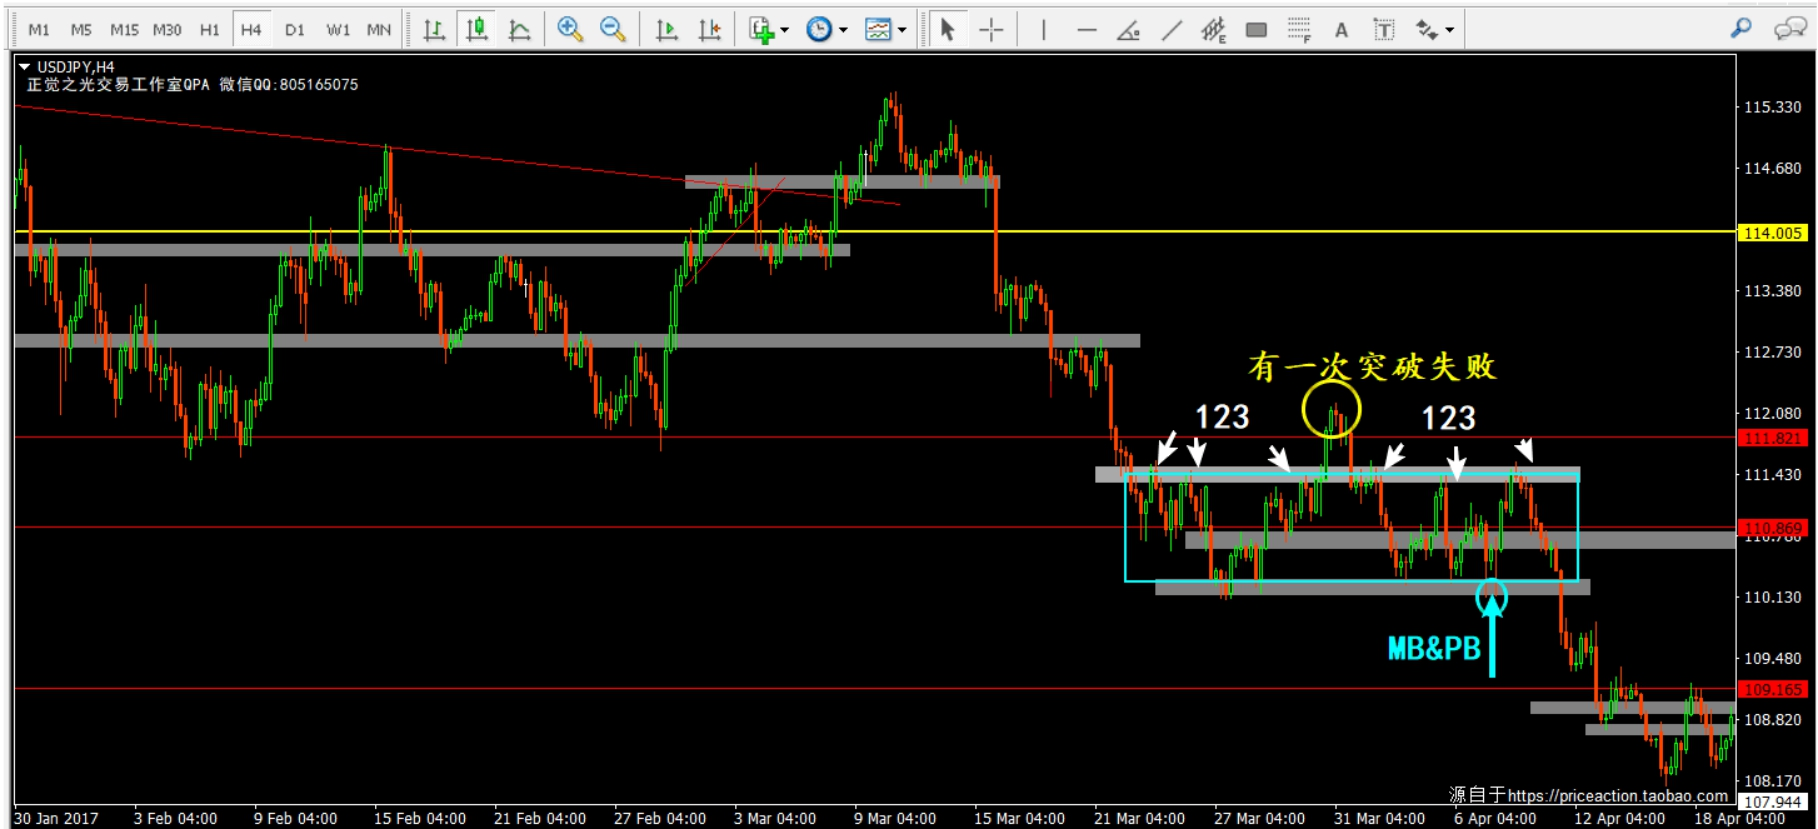 M1 M5 M15 M30 H1 H4 D1 W1 MN E F A T
USDJPY,H4
正觉之光交易工作室QPA 微信QQ:805165075
115.330
114.680
114.005
113.380
112.730
有一次突破失败
112.080
123 123
111.821
111.430
110.869
110.130
MB&PB
109.480
109.165
108.820
108.170
源自于https://priceaction.taobao.com
107.944
30 Jan 2017 3 Feb 04:00 9 Feb 04:00 15 Feb 04:00 21 Feb 04:00 27 Feb 04:00 3 Mar 04:00 9 Mar 04:00 15 Mar 04:00 21 Mar 04:00 27 Mar 04:00 31 Mar 04:00 6 Apr 04:00 12 Apr 04:00 18 Apr 04:00